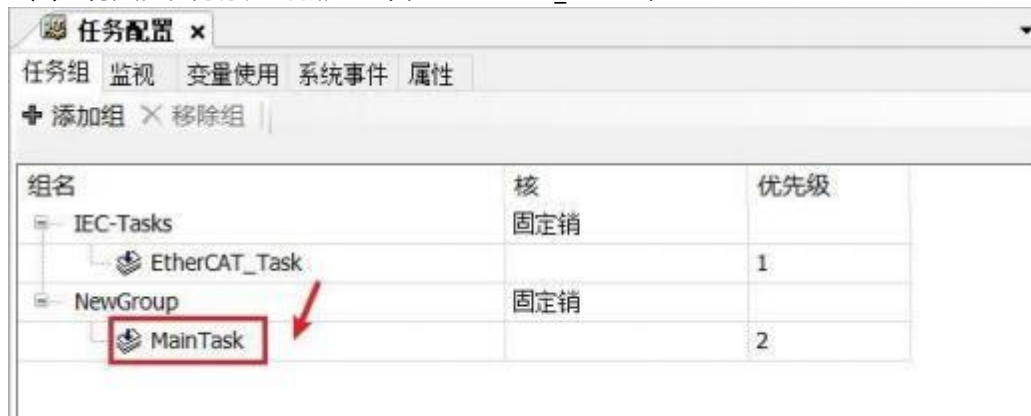 任务配置 ×
任务组 监视 变量使用 系统事件 属性
添加组 移除组
组名 核 优先级
IEC-Tasks 固定销
EtherCAT_Task 1
NewGroup 固定销
MainTask 2